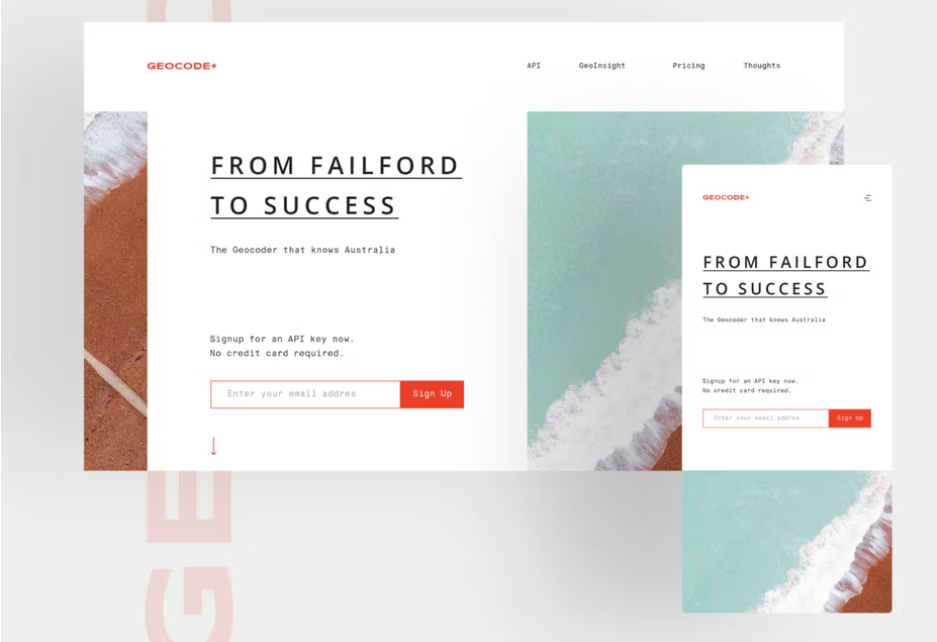 GEOCODE+
API GeoInsight Pricing Thoughts
FROM FAILFORD
TO SUCCESS
The Geocoder that knows Australia
Signup for an API key now.
No credit card required.
Enter your email addres Sign Up
GEOCODE+
FROM FAILFORD
TO SUCCESS
The Geocoder that knows Australia
Signup for an API key now.
No credit card required.
Enter your email addres Sign Up